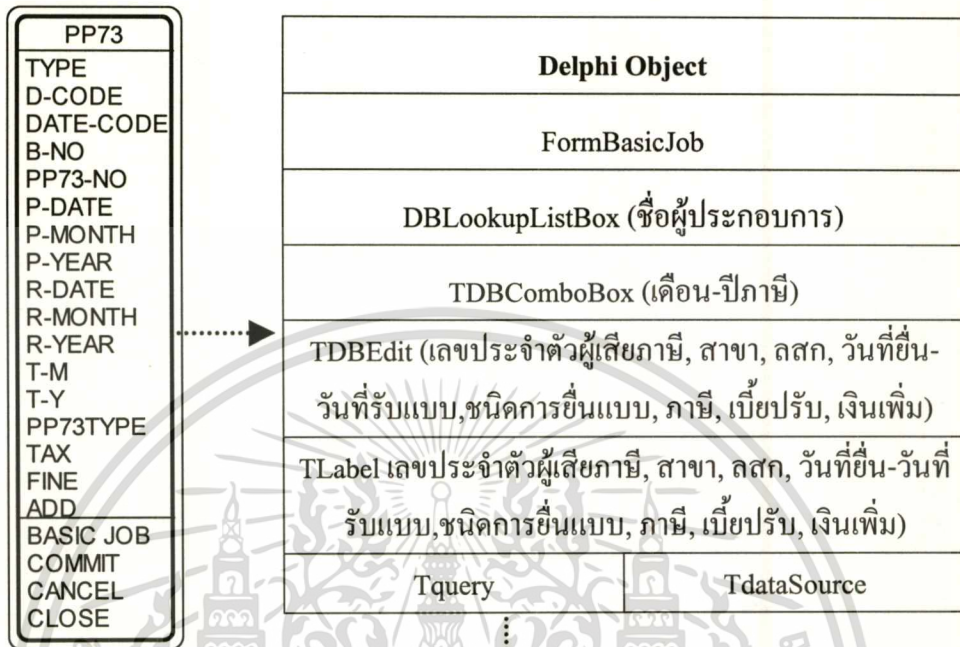 PP73
TYPE
D-CODE
DATE-CODE
B-NO
PP73-NO
P-DATE
P-MONTH
P-YEAR
R-DATE
R-MONTH
R-YEAR
T-M
T-Y
PP73TYPE
TAX
FINE
ADD
BASIC JOB
COMMIT
CANCEL
CLOSE
Delphi Object
FormBasicJob
DBLookupListBox (ชื่อผู้ประกอบการ)
TDBComboBox (เดือน-ปีภาษี)
TDBEdit (เลขประจำตัวผู้เสียภาษี, สาขา, ลสก, วันที่ยื่น-
วันที่รับแบบ,ชนิดการยื่นแบบ, ภาษี, เบี้ยปรับ, เงินเพิ่ม)
TLabel เลขประจำตัวผู้เสียภาษี, สาขา, ลสก, วันที่ยื่น-วันที่
รับแบบ,ชนิดการยื่นแบบ, ภาษี, เบี้ยปรับ, เงินเพิ่ม)
Tquery TdataSource